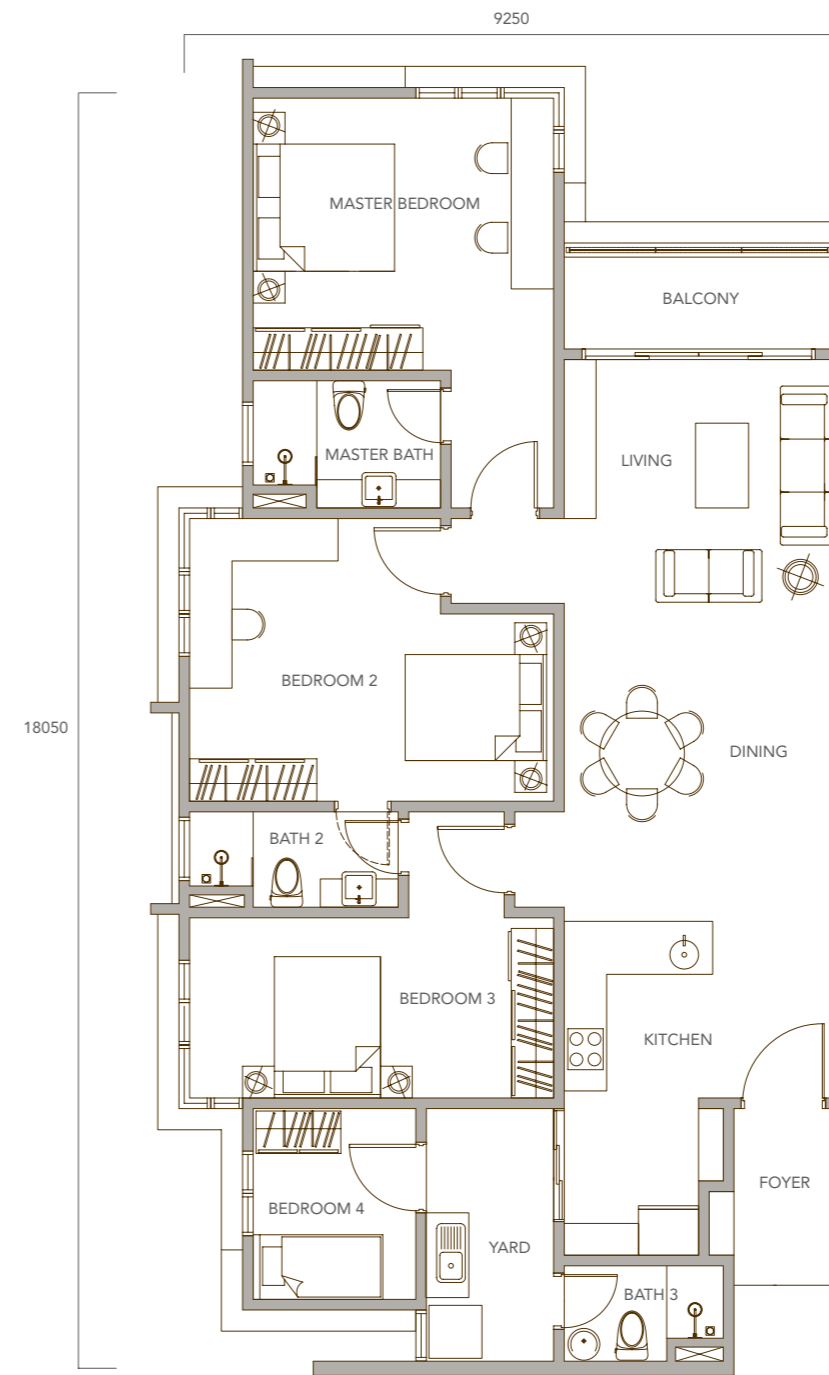 9250
MASTER BEDROOM
BALCONY
MASTER BATH
LIVING
BEDROOM 2
18050
DINING
BATH 2
BEDROOM 3
KITCHEN
FOYER
BEDROOM 4
YARD
BATH 3